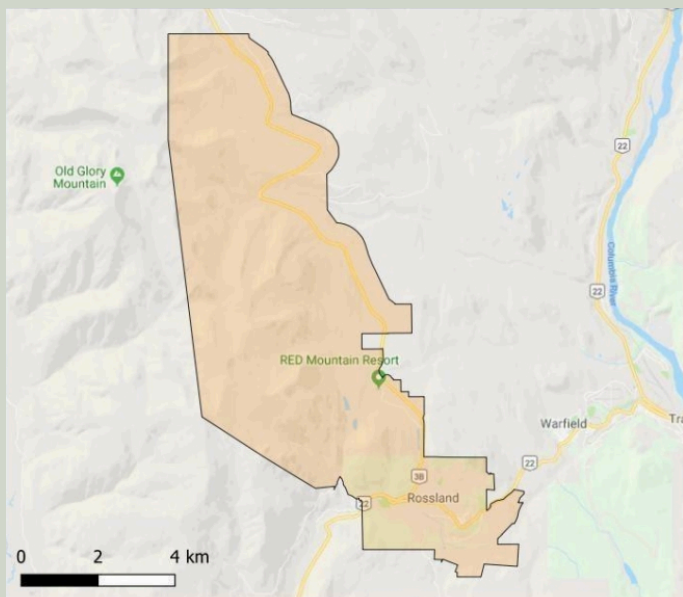 22
Old Glory
Mountain
Columbia River
22
RED Mountain Resort
Warfield
Tra
22
3B
Rossland
22
0 2 4 km